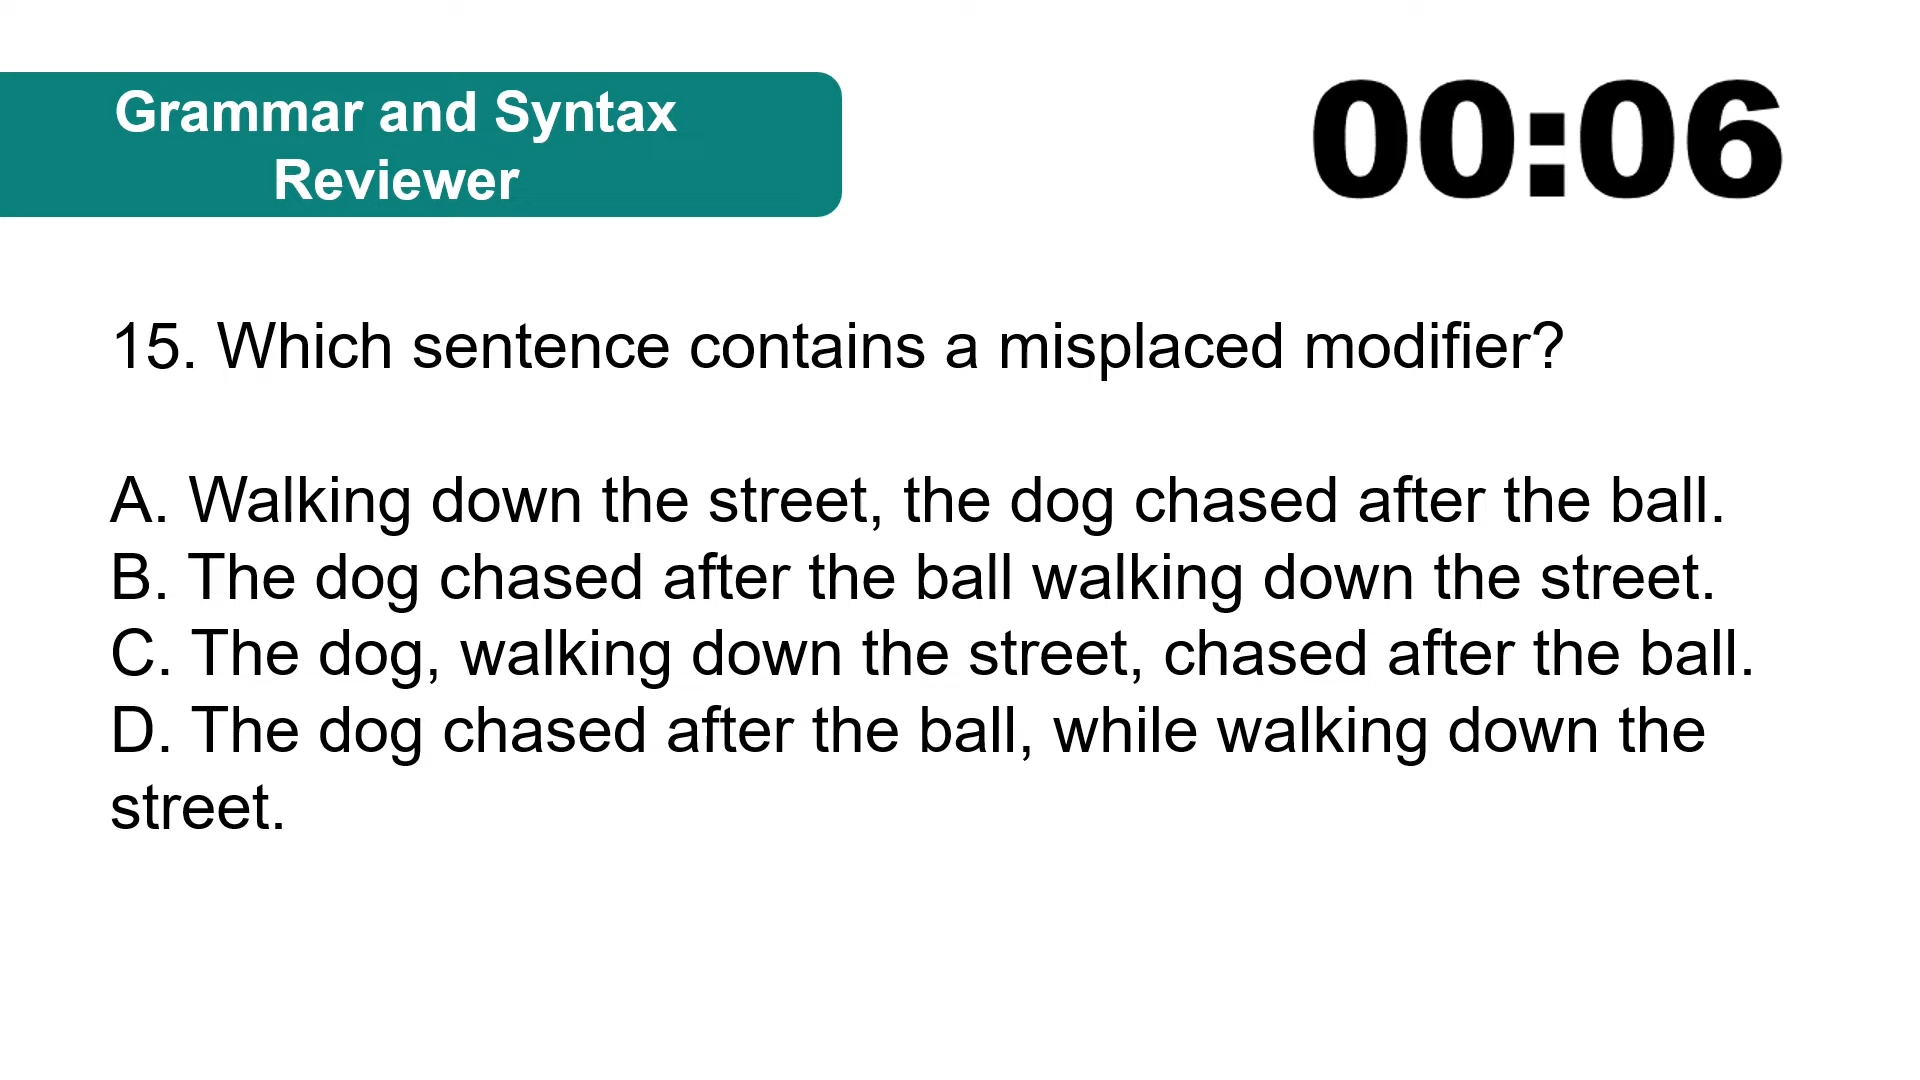 Grammar and Syntax
Reviewer
00:06
15. Which sentence contains a misplaced modifier?
A. Walking down the street, the dog chased after the ball.
B. The dog chased after the ball walking down the street.
C. The dog, walking down the street, chased after the ball.
D. The dog chased after the ball, while walking down the
street.